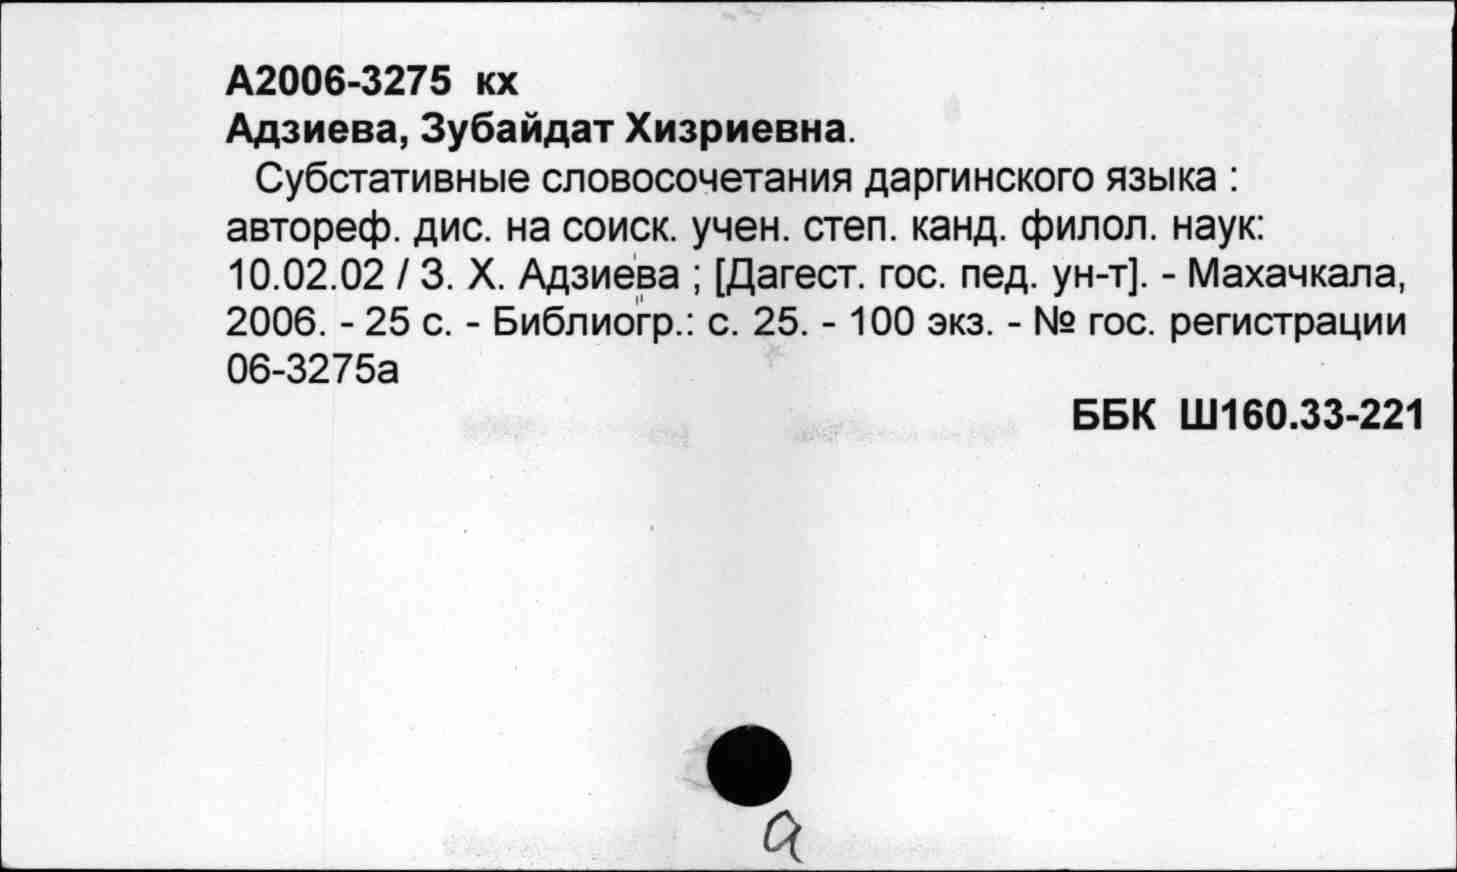 А2006-3275 кх
Адзиева, Зубайдат Хизриевна.
Субстативные словосочетания даргинского языка :
автореф. дис. на соиск. учен. степ. канд. филол. наук:
10.02.02 / З. Х. Адзиева ; [Дагест. гос. пед. ун-т]. - Махачкала,
2006. - 25 с. - Библиогр.: с. 25. - 100 экз. - № гос. регистрации
06-3275а
ББК Ш160.33-221
а